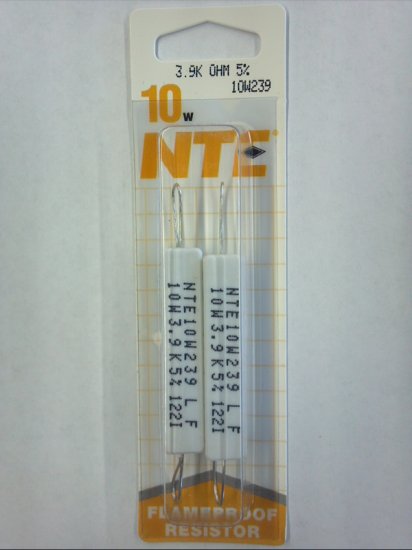 3.9K OHM 5%
10W239
10W
NTE
NTE10W239 L F
10W3.9K5% 122I
NTE10W239 L F
10W3.9K5% 122I
FLAMEPROOF
RESISTOR